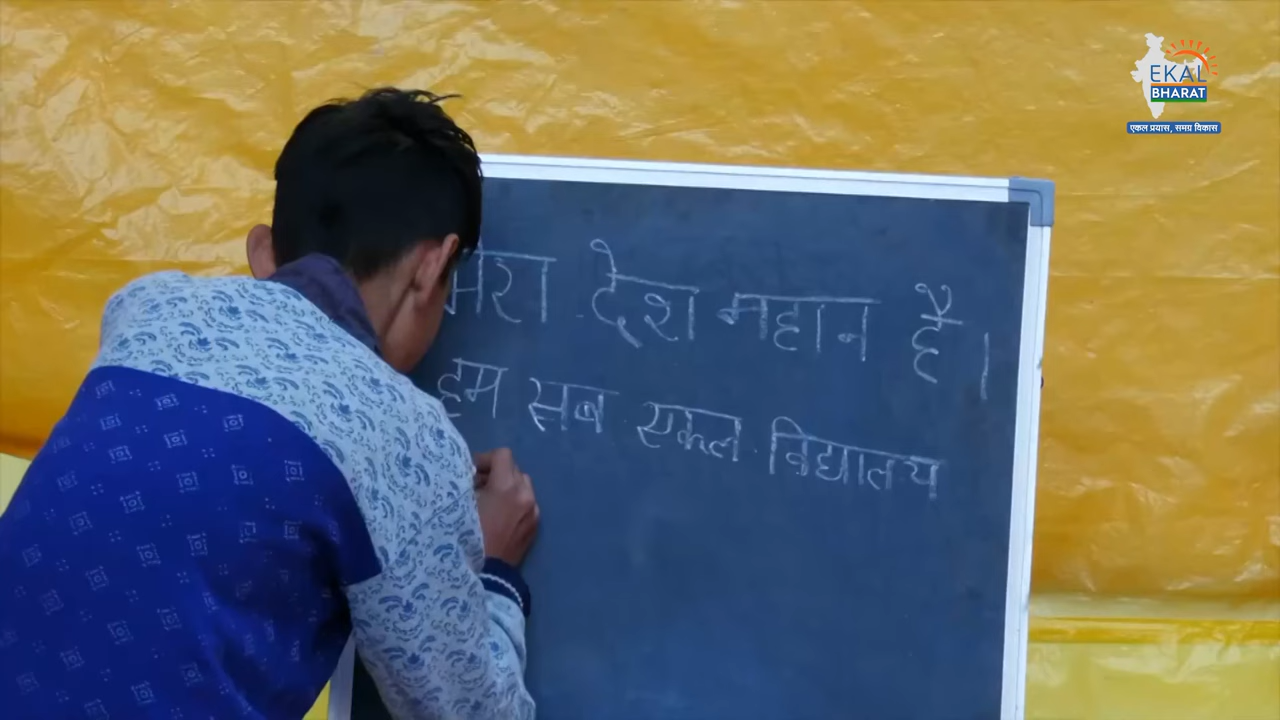 EKAL
BHARAT
एकल प्रयास, समग्र विकास
मेरा देश महान है।
हम सब एकल विद्यालय